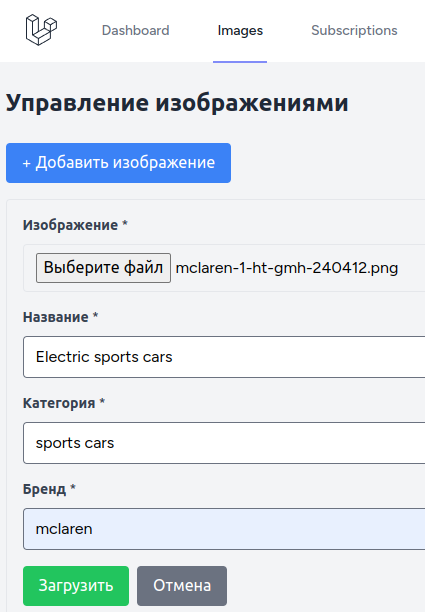 Dashboard Images Subscriptions
Управление изображениями
+ Добавить изображение
Изображение *
Выберите файл mclaren-1-ht-gmh-240412.png
Название *
Electric sports cars
Категория *
sports cars
Бренд *
mclaren
Загрузить Отмена